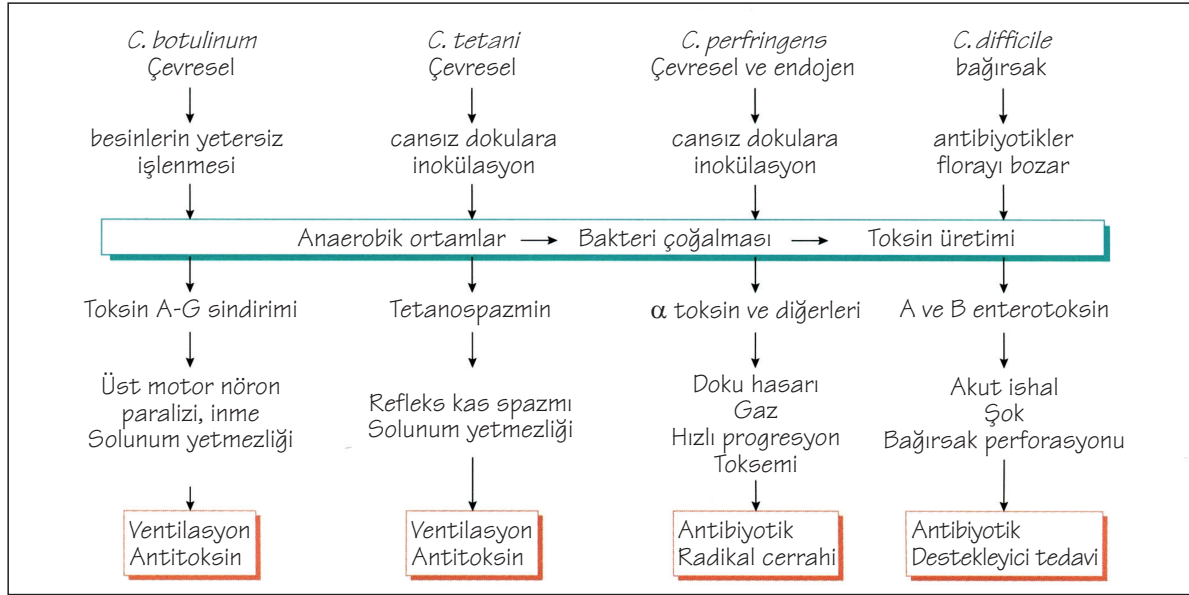 C. botulinum
Çevresel
besinlerin yetersiz
işlenmesi
C. tetani
Çevresel
cansız dokulara
inokülasyon
C. perfringens
Çevresel ve endojen
cansız dokulara
inokülasyon
C. difficile
bağırsak
antibiyotikler
florayı bozar
Anaerobik ortamlar → Bakteri çoğalması → Toksin üretimi
Toksin A-G sindirimi
Üst motor nöron
paralizi, inme
Solunum yetmezliği
Ventilasyon
Antitoksin
Tetanospazmin
Refleks kas spazmı
Solunum yetmezliği
Ventilasyon
Antitoksin
α toksin ve diğerleri
Doku hasarı
Gaz
Hızlı progresyon
Toksemi
Antibiyotik
Radikal cerrahi
A ve B enterotoksin
Akut ishal
Şok
Bağırsak perforasyonu
Antibiyotik
Destekleyici tedavi